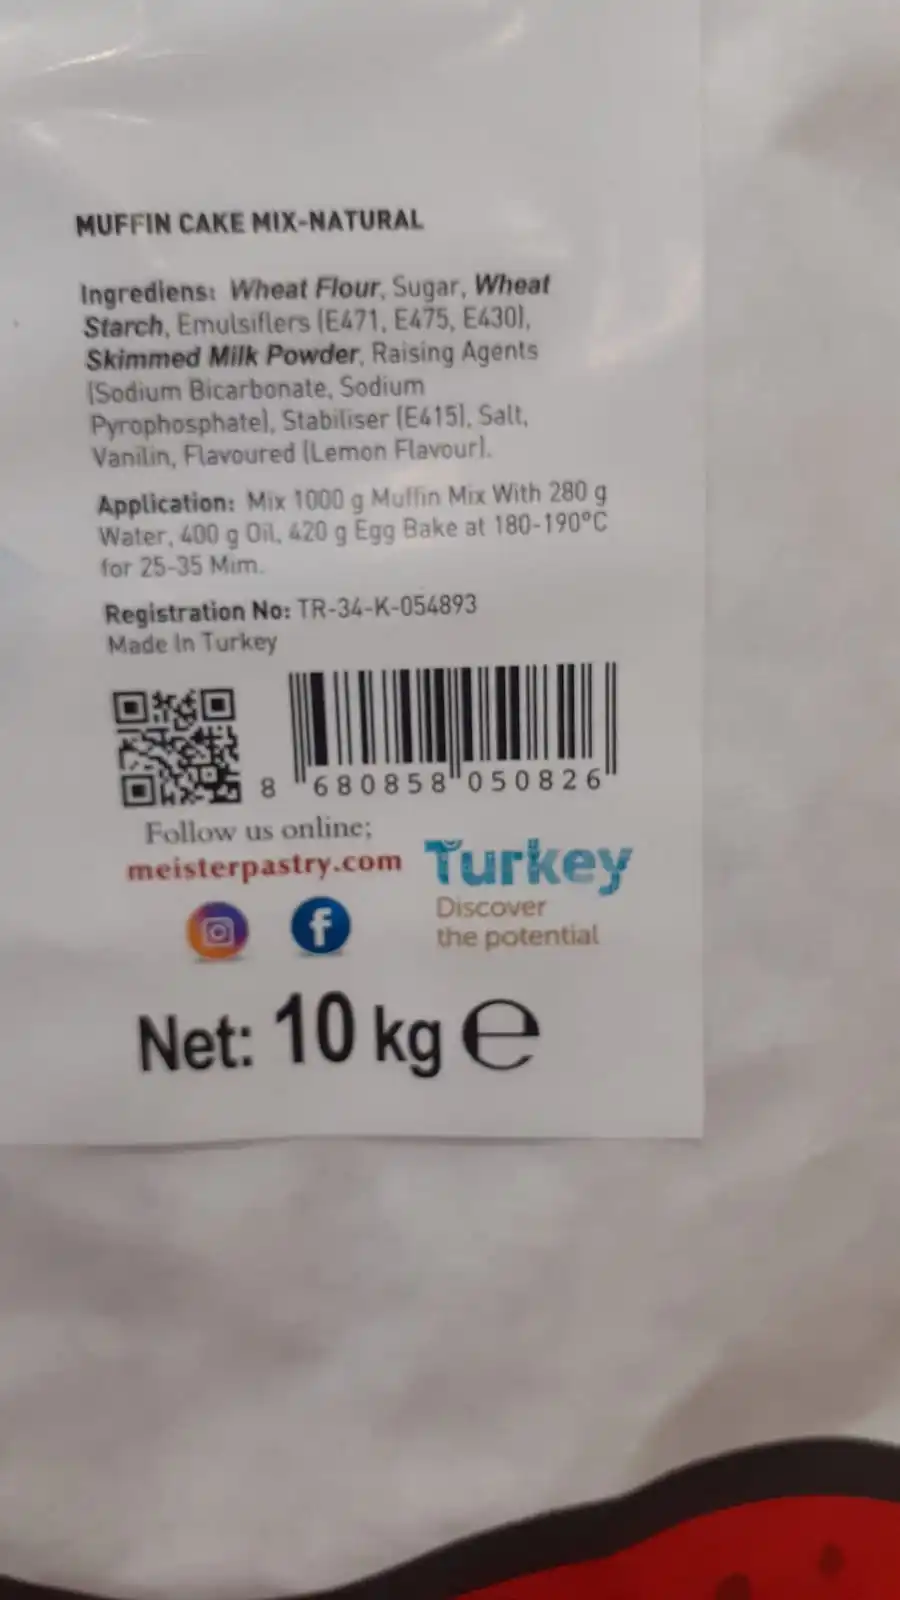 MUFFIN CAKE MIX-NATURAL
Ingrediens: Wheat Flour, Sugar, Wheat
Starch, Emulsiflers (E471, E475, E430),
Skimmed Milk Powder, Raising Agents
(Sodium Bicarbonate, Sodium
Pyrophosphate), Stabiliser (E415), Salt,
Vanilin, Flavoured (Lemon Flavour).
Application: Mix 1000 g Muffin Mix With 280 g
Water, 400 g Oil, 420 g Egg Bake at 180-190°C
for 25-35 Mim.
Registration No: TR-34-K-054893
Made In Turkey
8 680858 050826
Follow us online;
meisterpastry.com
Turkey
Discover
the potential
Net: 10 kg ℮